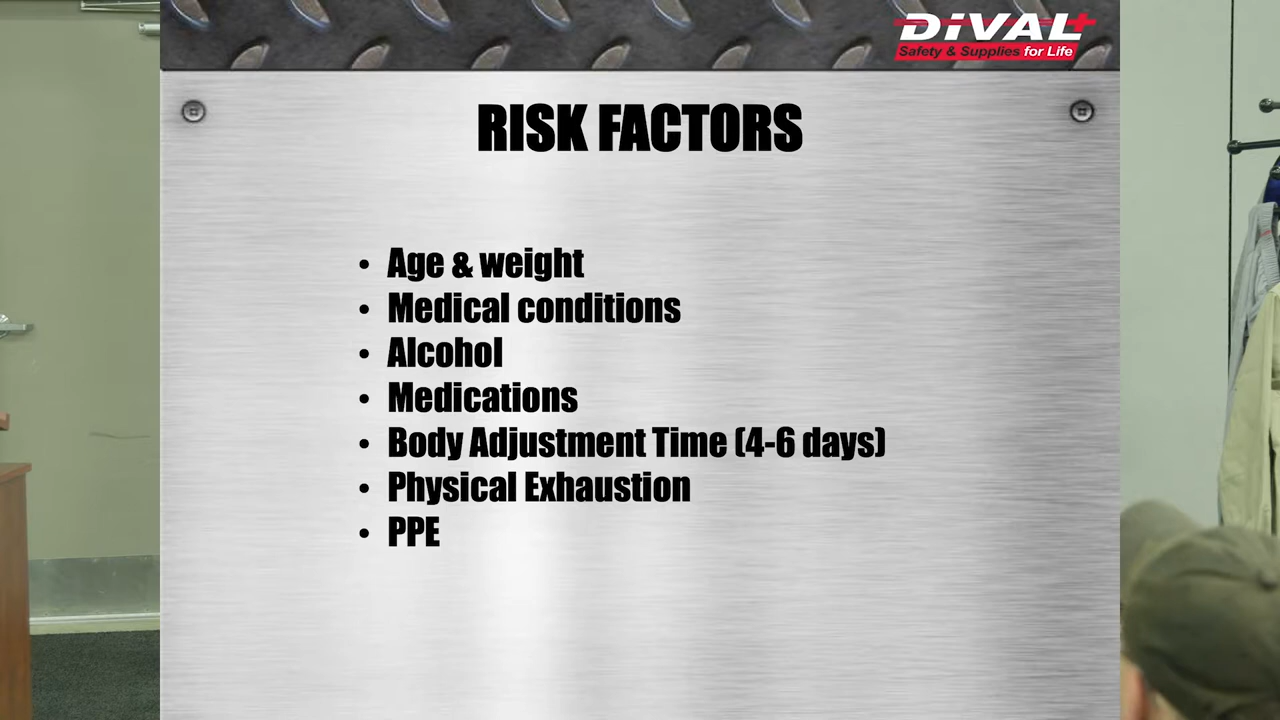 DiVAL
Safety & Supplies for Life
RISK FACTORS
• Age & weight
• Medical conditions
• Alcohol
• Medications
• Body Adjustment Time (4-6 days)
• Physical Exhaustion
• PPE